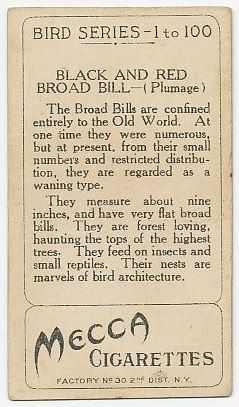 BIRD SERIES-1 to 100
BLACK AND RED
BROAD BILL—(Plumage)
The Broad Bills are confined
entirely to the Old World. At
one time they were numerous,
but at present, from their small
numbers and restricted distribu-
tion, they are regarded as a
waning type.
They measure about nine
inches, and have very flat broad
bills. They are forest loving,
haunting the tops of the highest
trees. They feed on insects and
small reptiles. Their nests are
marvels of bird architecture.
MECCA
CIGARETTES
FACTORY No 30 2nd DIST. N.Y.